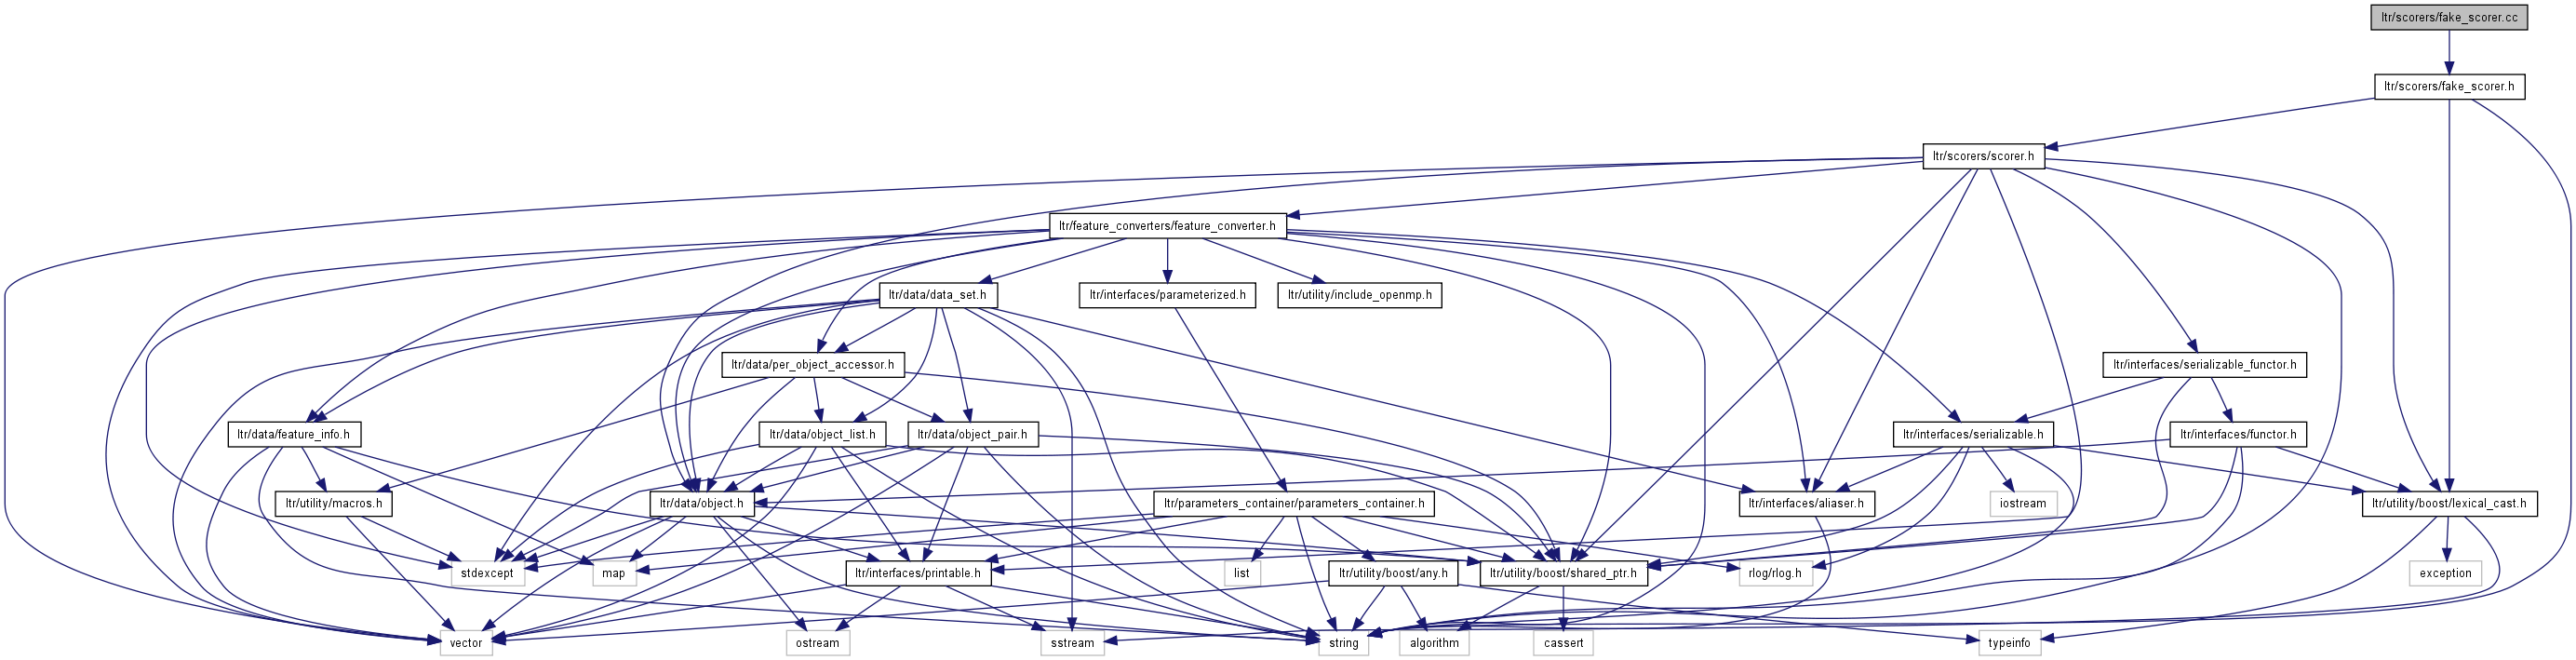 ltr/scorers/fake_scorer.cc
ltr/scorers/fake_scorer.h
ltr/scorers/scorer.h
ltr/feature_converters/feature_converter.h
ltr/data/data_set.h
ltr/interfaces/parameterized.h
ltr/utility/include_openmp.h
ltr/data/per_object_accessor.h
ltr/interfaces/serializable_functor.h
ltr/data/feature_info.h
ltr/data/object_list.h
ltr/data/object_pair.h
ltr/interfaces/serializable.h
ltr/interfaces/functor.h
ltr/utility/macros.h
ltr/data/object.h
ltr/parameters_container/parameters_container.h
ltr/interfaces/aliaser.h
iostream
ltr/utility/boost/lexical_cast.h
stdexcept
map
ltr/interfaces/printable.h
list
ltr/utility/boost/any.h
ltr/utility/boost/shared_ptr.h
rlog/rlog.h
exception
vector
ostream
sstream
string
algorithm
cassert
typeinfo